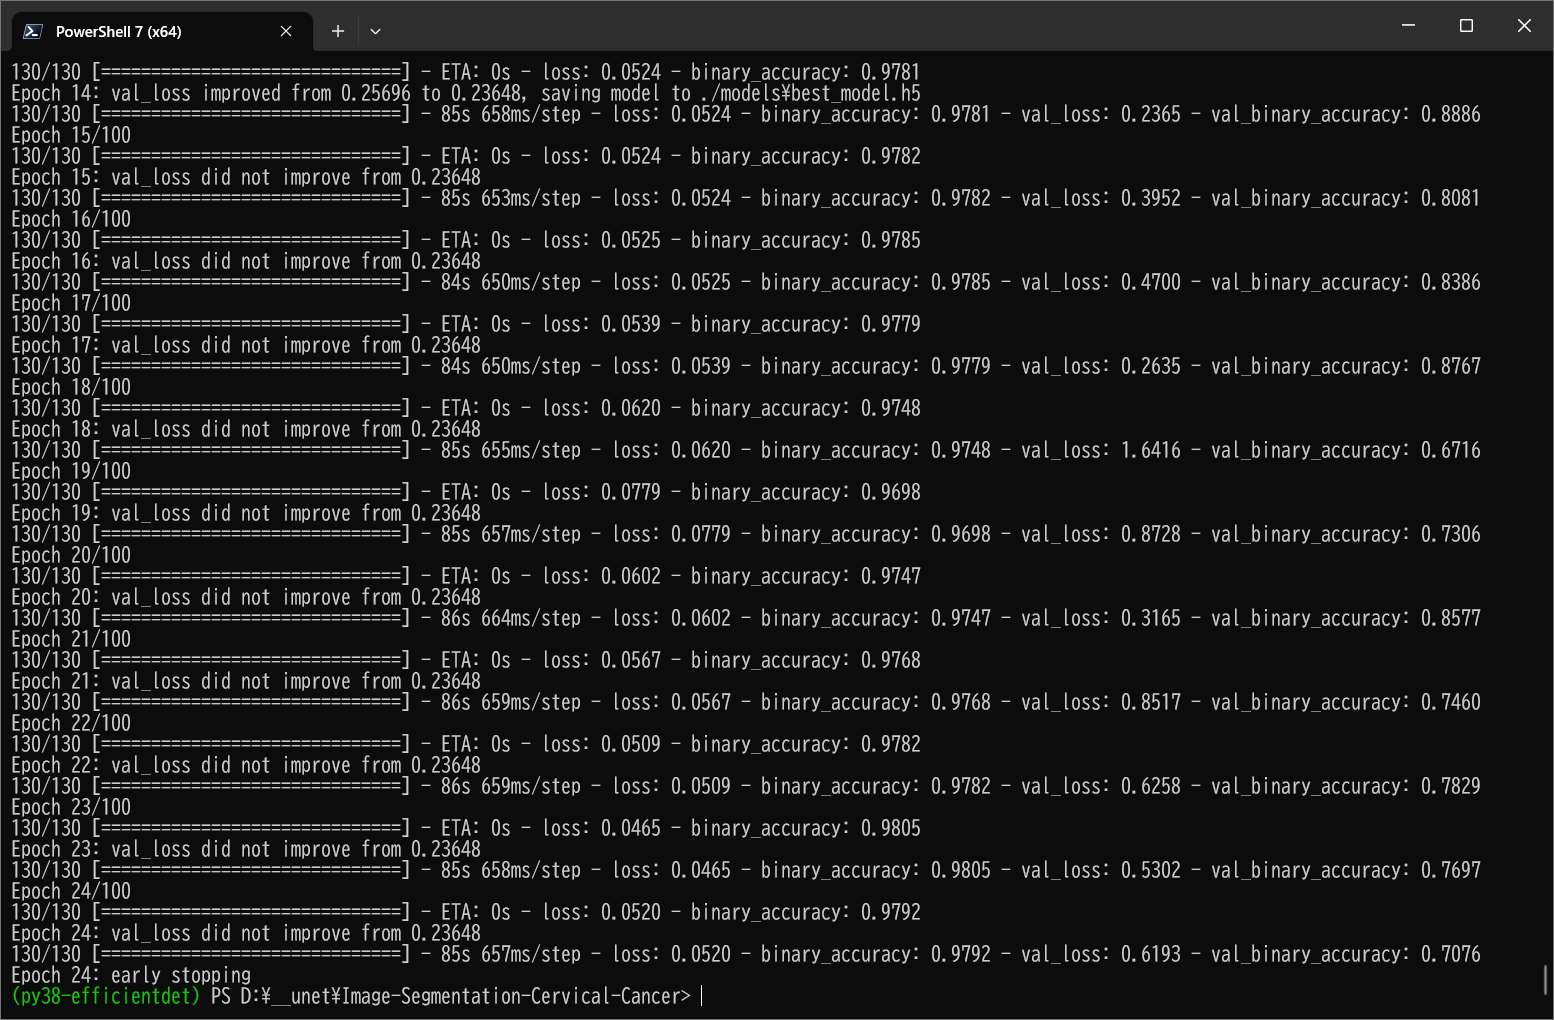 PowerShell 7 (x64)
130/130 [==============================] - ETA: 0s - loss: 0.0524 - binary_accuracy: 0.9781
Epoch 14: val_loss improved from 0.25696 to 0.23648, saving model to ./models¥best_model.h5
130/130 [==============================] - 85s 658ms/step - loss: 0.0524 - binary_accuracy: 0.9781 - val_loss: 0.2365 - val_binary_accuracy: 0.8886
Epoch 15/100
130/130 [==============================] - ETA: 0s - loss: 0.0524 - binary_accuracy: 0.9782
Epoch 15: val_loss did not improve from 0.23648
130/130 [==============================] - 85s 653ms/step - loss: 0.0524 - binary_accuracy: 0.9782 - val_loss: 0.3952 - val_binary_accuracy: 0.8081
Epoch 16/100
130/130 [==============================] - ETA: 0s - loss: 0.0525 - binary_accuracy: 0.9785
Epoch 16: val_loss did not improve from 0.23648
130/130 [==============================] - 84s 650ms/step - loss: 0.0525 - binary_accuracy: 0.9785 - val_loss: 0.4700 - val_binary_accuracy: 0.8386
Epoch 17/100
130/130 [==============================] - ETA: 0s - loss: 0.0539 - binary_accuracy: 0.9779
Epoch 17: val_loss did not improve from 0.23648
130/130 [==============================] - 84s 650ms/step - loss: 0.0539 - binary_accuracy: 0.9779 - val_loss: 0.2635 - val_binary_accuracy: 0.8767
Epoch 18/100
130/130 [==============================] - ETA: 0s - loss: 0.0620 - binary_accuracy: 0.9748
Epoch 18: val_loss did not improve from 0.23648
130/130 [==============================] - 85s 655ms/step - loss: 0.0620 - binary_accuracy: 0.9748 - val_loss: 1.6416 - val_binary_accuracy: 0.6716
Epoch 19/100
130/130 [==============================] - ETA: 0s - loss: 0.0779 - binary_accuracy: 0.9698
Epoch 19: val_loss did not improve from 0.23648
130/130 [==============================] - 85s 657ms/step - loss: 0.0779 - binary_accuracy: 0.9698 - val_loss: 0.8728 - val_binary_accuracy: 0.7306
Epoch 20/100
130/130 [==============================] - ETA: 0s - loss: 0.0602 - binary_accuracy: 0.9747
Epoch 20: val_loss did not improve from 0.23648
130/130 [==============================] - 86s 664ms/step - loss: 0.0602 - binary_accuracy: 0.9747 - val_loss: 0.3165 - val_binary_accuracy: 0.8577
Epoch 21/100
130/130 [==============================] - ETA: 0s - loss: 0.0567 - binary_accuracy: 0.9768
Epoch 21: val_loss did not improve from 0.23648
130/130 [==============================] - 86s 659ms/step - loss: 0.0567 - binary_accuracy: 0.9768 - val_loss: 0.8517 - val_binary_accuracy: 0.7460
Epoch 22/100
130/130 [==============================] - ETA: 0s - loss: 0.0509 - binary_accuracy: 0.9782
Epoch 22: val_loss did not improve from 0.23648
130/130 [==============================] - 86s 659ms/step - loss: 0.0509 - binary_accuracy: 0.9782 - val_loss: 0.6258 - val_binary_accuracy: 0.7829
Epoch 23/100
130/130 [==============================] - ETA: 0s - loss: 0.0465 - binary_accuracy: 0.9805
Epoch 23: val_loss did not improve from 0.23648
130/130 [==============================] - 85s 658ms/step - loss: 0.0465 - binary_accuracy: 0.9805 - val_loss: 0.5302 - val_binary_accuracy: 0.7697
Epoch 24/100
130/130 [==============================] - ETA: 0s - loss: 0.0520 - binary_accuracy: 0.9792
Epoch 24: val_loss did not improve from 0.23648
130/130 [==============================] - 85s 657ms/step - loss: 0.0520 - binary_accuracy: 0.9792 - val_loss: 0.6193 - val_binary_accuracy: 0.7076
Epoch 24: early stopping
(py38-efficientdet) PS D:¥__unet¥Image-Segmentation-Cervical-Cancer>